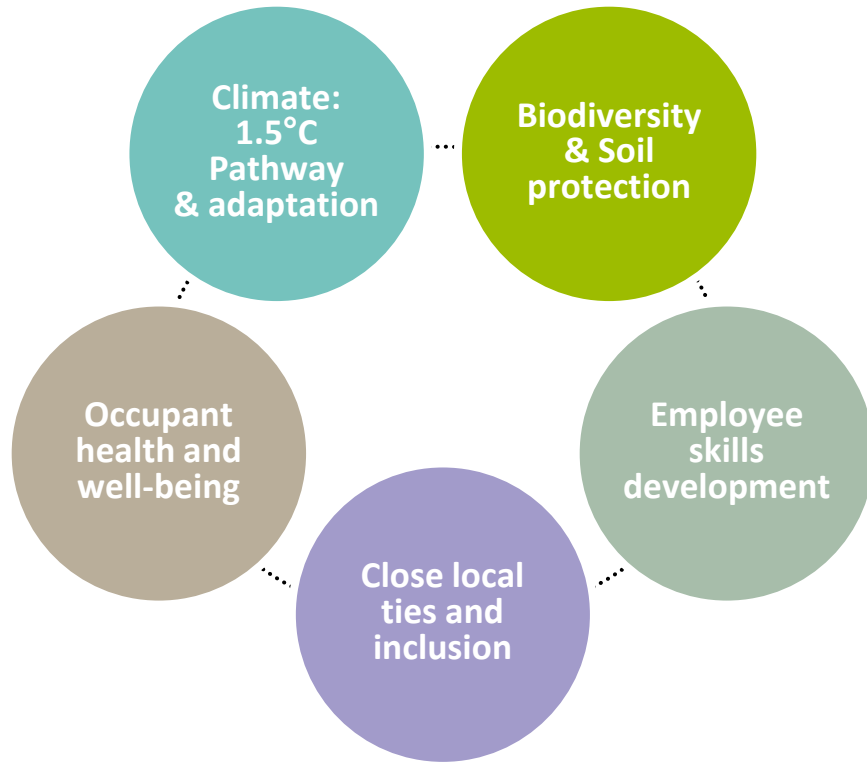 Climate:
1.5°C
Pathway
& adaptation
Biodiversity
& Soil
protection
Occupant
health and
well-being
Employee
skills
development
Close local
ties and
inclusion